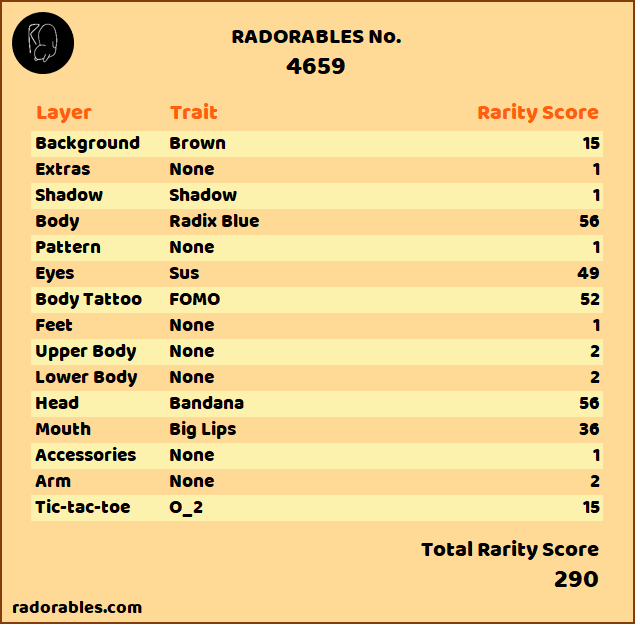 RADORABLES No.
4659
Layer Trait Rarity Score
Background Brown 15
Extras None 1
Shadow Shadow 1
Body Radix Blue 56
Pattern None 1
Eyes Sus 49
Body Tattoo FOMO 52
Feet None 1
Upper Body None 2
Lower Body None 2
Head Bandana 56
Mouth Big Lips 36
Accessories None 1
Arm None 2
Tic-tac-toe O_2 15
Total Rarity Score
290
radorables.com